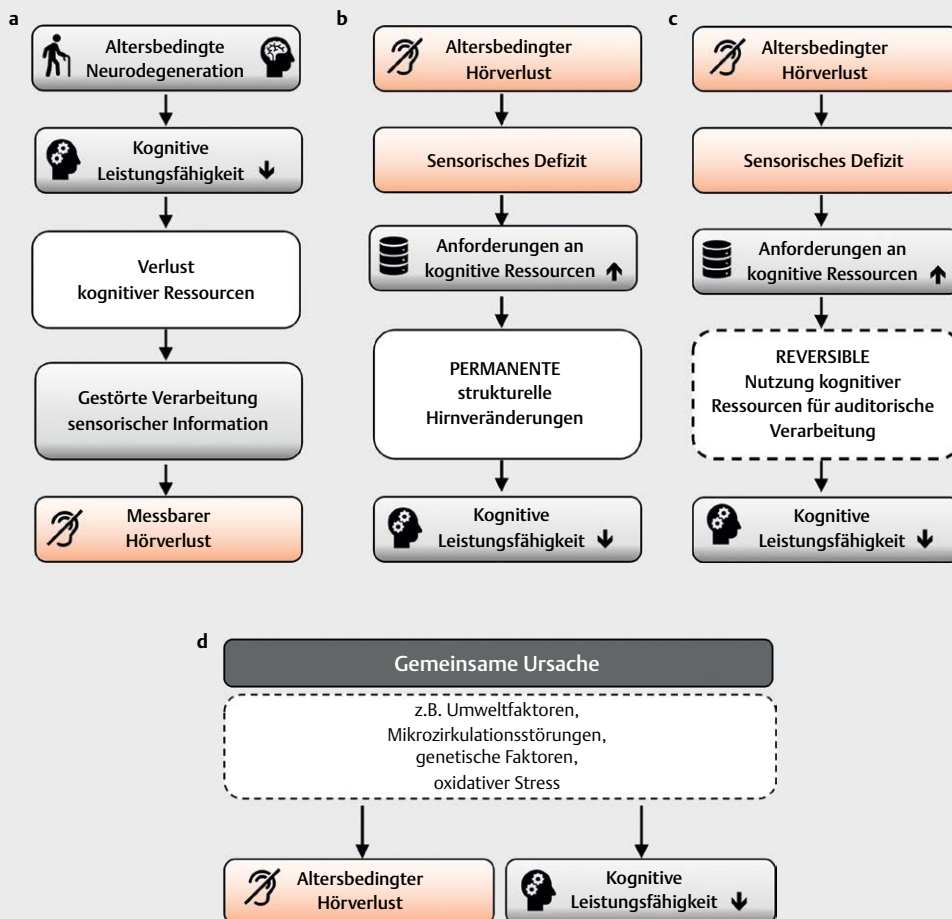 a
Altersbedingte
Neurodegeneration
Kognitive
Leistungsfähigkeit
Verlust
kognitiver Ressourcen
Gestörte Verarbeitung
sensorischer Information
Messbarer
Hörverlust
b
Altersbedingter
Hörverlust
Sensorisches Defizit
Anforderungen an
kognitive Ressourcen
PERMANENTE
strukturelle
Hirnveränderungen
Kognitive
Leistungsfähigkeit
c
Altersbedingter
Hörverlust
Sensorisches Defizit
Anforderungen an
kognitive Ressourcen
REVERSIBLE
Nutzung kognitiver
Ressourcen für auditorische
Verarbeitung
Kognitive
Leistungsfähigkeit
d
Gemeinsame Ursache
z.B. Umweltfaktoren,
Mikrozirkulationsstörungen,
genetische Faktoren,
oxidativer Stress
Altersbedingter
Hörverlust
Kognitive
Leistungsfähigkeit